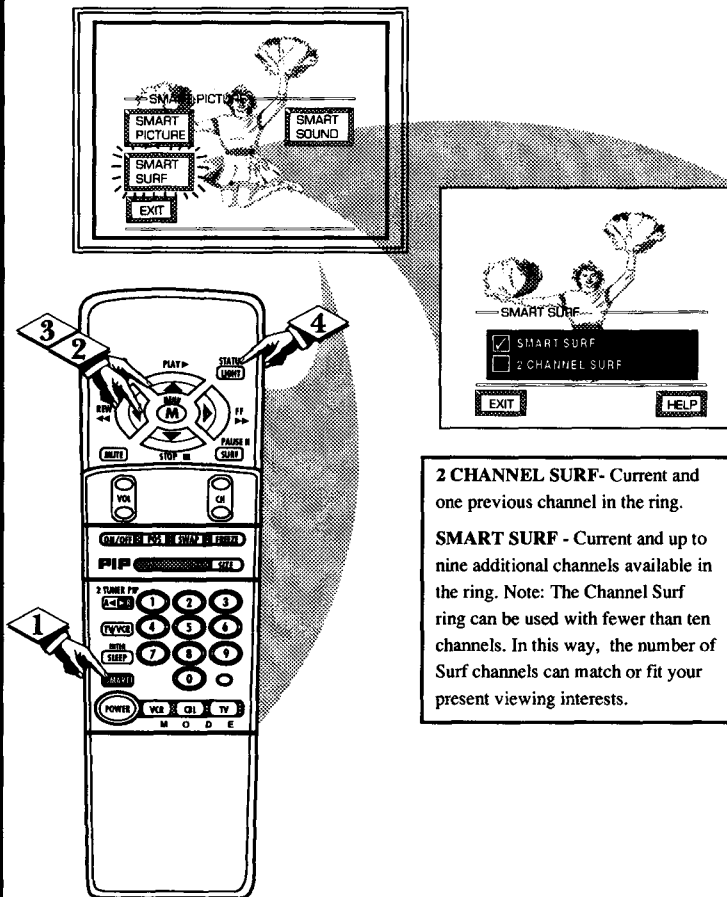 SMART PICTURE
SMART
PICTURE
SMART
SOUND
SMART
SURF
EXIT
SMART SURF
SMART SURF
2 CHANNEL SURF
EXIT
HELP
3
2
4
PLAY
STATUS
LIGHT
REW
M
FF
MUTE
STOP
PAUSE
SURF
VOL
CH
ON/OFF POS SWAP FREEZE
PIP SIZE
2 TUNER PIP
1 2 3
TV/VCR 4 5 6
ENTER
SLEEP 7 8 9
1
SMART
0
POWER VCR CBL TV
M O D E
2 CHANNEL SURF- Current and
one previous channel in the ring.
SMART SURF - Current and up to
nine additional channels available in
the ring. Note: The Channel Surf
ring can be used with fewer than ten
channels. In this way, the number of
Surf channels can match or fit your
present viewing interests.